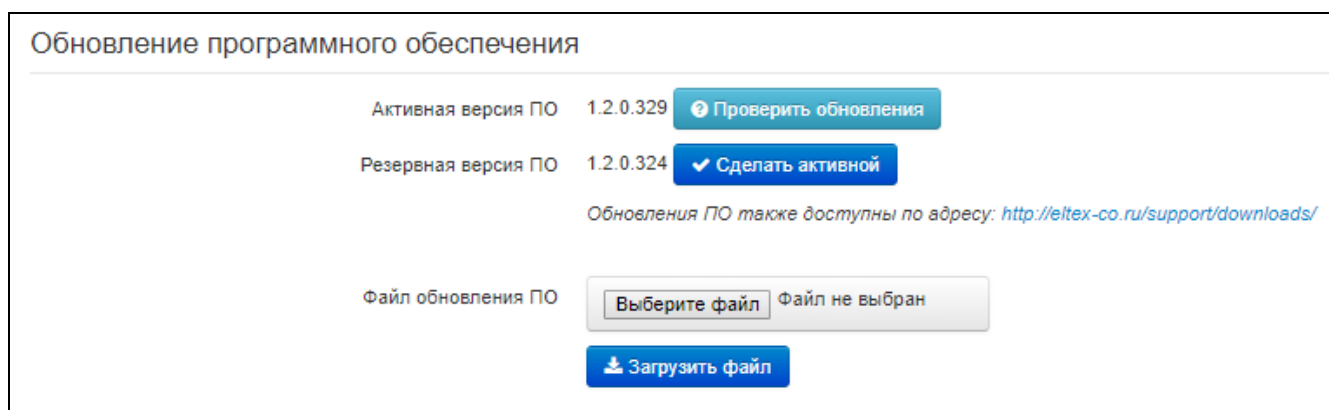 Обновление программного обеспечения
Активная версия ПО 1.2.0.329 Проверить обновления
Резервная версия ПО 1.2.0.324 Сделать активной
Обновления ПО также доступны по адресу: http://eltex-co.ru/support/downloads/
Файл обновления ПО Выберите файл Файл не выбран
Загрузить файл